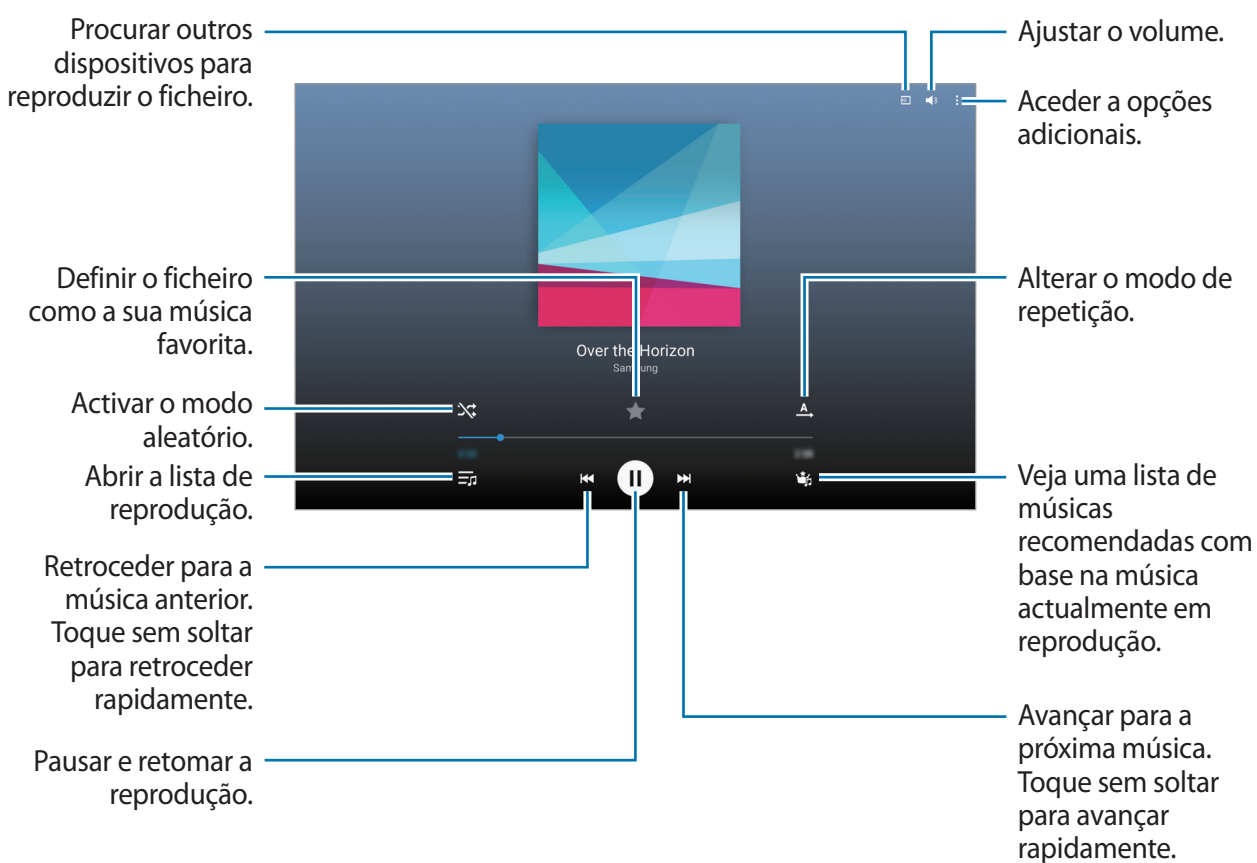 Procurar outros
dispositivos para
reproduzir o ficheiro.
Definir o ficheiro
como a sua música
favorita.
Activar o modo
aleatório.
Abrir a lista de
reprodução.
Retroceder para a
música anterior.
Toque sem soltar
para retroceder
rapidamente.
Pausar e retomar a
reprodução.
Over the Horizon
Samsung
A
Ajustar o volume.
Aceder a opções
adicionais.
Alterar o modo de
repetição.
Veja uma lista de
músicas
recomendadas com
base na música
actualmente em
reprodução.
Avançar para a
próxima música.
Toque sem soltar
para avançar
rapidamente.